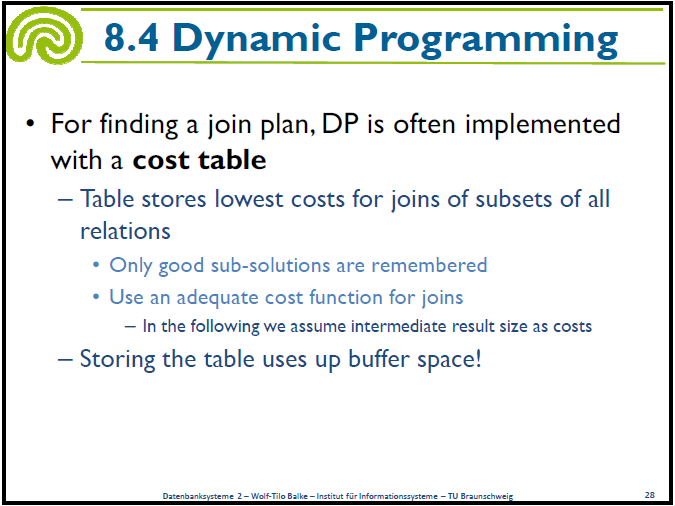 8.4 Dynamic Programming
• For finding a join plan, DP is often implemented
with a cost table
– Table stores lowest costs for joins of subsets of all
relations
• Only good sub-solutions are remembered
• Use an adequate cost function for joins
– In the following we assume intermediate result size as costs
– Storing the table uses up buffer space!
Datenbanksysteme 2 – Wolf-Tilo Balke – Institut für Informationssysteme – TU Braunschweig
28